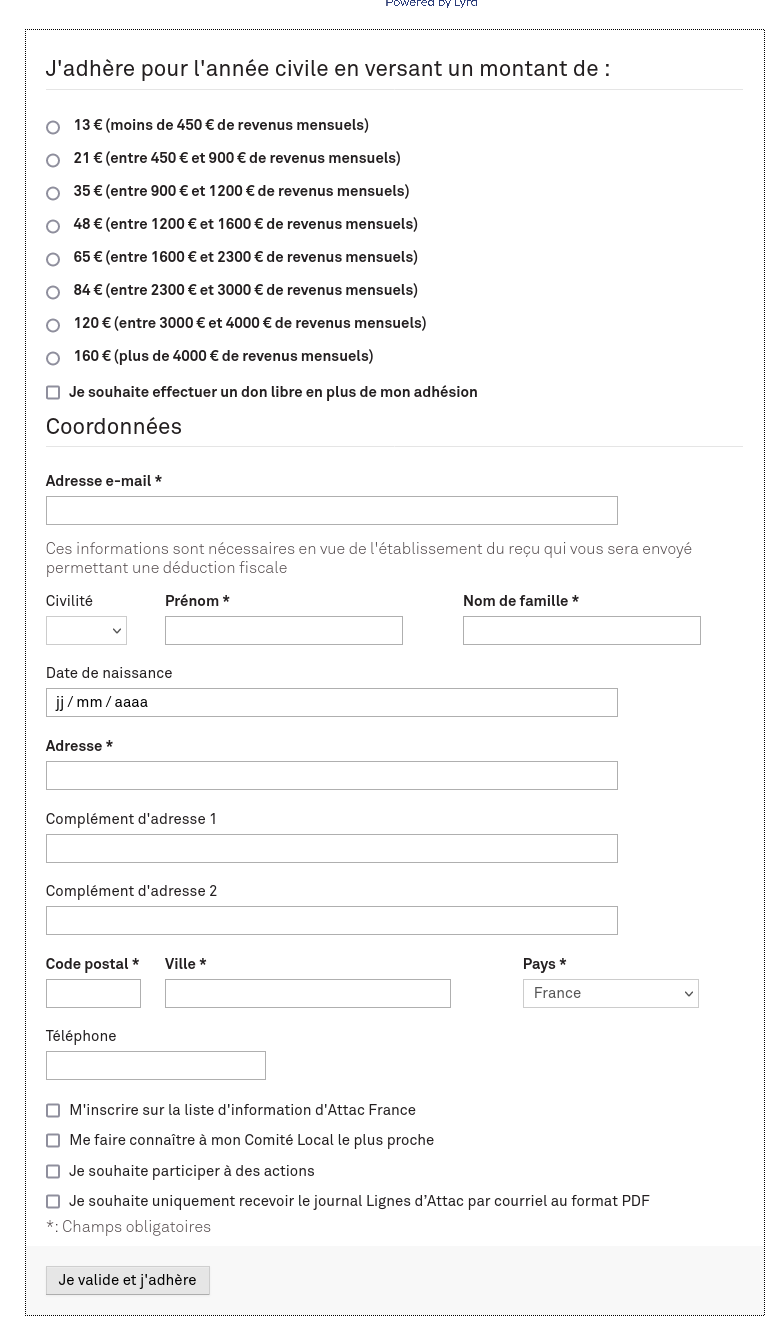 Powered by Lyra
J'adhère pour l'année civile en versant un montant de :
13 € (moins de 450 € de revenus mensuels)
21 € (entre 450 € et 900 € de revenus mensuels)
35 € (entre 900 € et 1200 € de revenus mensuels)
48 € (entre 1200 € et 1600 € de revenus mensuels)
65 € (entre 1600 € et 2300 € de revenus mensuels)
84 € (entre 2300 € et 3000 € de revenus mensuels)
120 € (entre 3000 € et 4000 € de revenus mensuels)
160 € (plus de 4000 € de revenus mensuels)
Je souhaite effectuer un don libre en plus de mon adhésion
Coordonnées
Adresse e-mail *
Ces informations sont nécessaires en vue de l'établissement du reçu qui vous sera envoyé
permettant une déduction fiscale
Civilité Prénom * Nom de famille *
Date de naissance
jj / mm / aaaa
Adresse *
Complément d'adresse 1
Complément d'adresse 2
Code postal * Ville * Pays *
France
Téléphone
M'inscrire sur la liste d'information d'Attac France
Me faire connaître à mon Comité Local le plus proche
Je souhaite participer à des actions
Je souhaite uniquement recevoir le journal Lignes d’Attac par courriel au format PDF
*: Champs obligatoires
Je valide et j'adhère